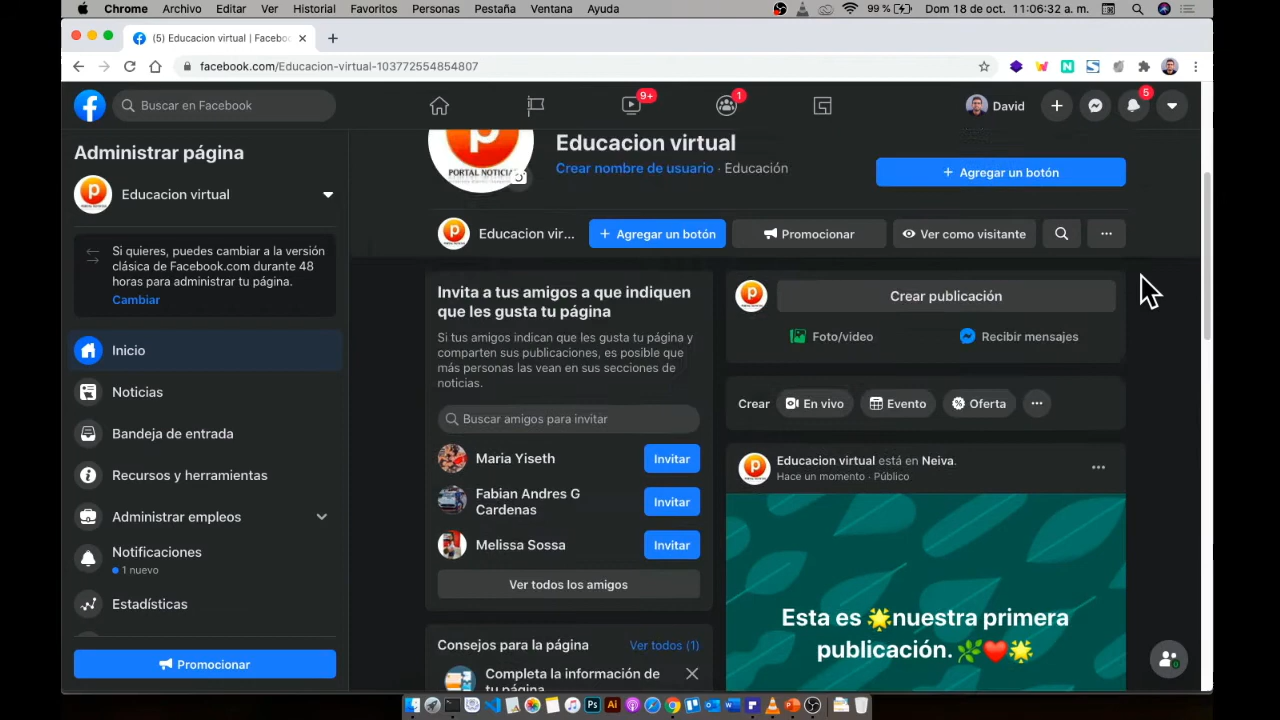 Chrome Archivo Editar Ver Historial Favoritos Personas Pestaña Ventana Ayuda 99 % Dom 18 de oct. 11:06:32 a. m.
(5) Educacion virtual | Facebo
facebook.com/Educacion-virtual-103772554854807
Buscar en Facebook
9+
1
David
5
Administrar página
Educacion virtual
Si quieres, puedes cambiar a la versión
clásica de Facebook.com durante 48
horas para administrar tu página.
Cambiar
Inicio
Noticias
Bandeja de entrada
Recursos y herramientas
Administrar empleos
Notificaciones
1 nuevo
Estadísticas
Promocionar
PORTAL NOTICIA
Educacion virtual
Crear nombre de usuario · Educación
+ Agregar un botón
Educacion vir...
+ Agregar un botón
Promocionar
Ver como visitante
Invita a tus amigos a que indiquen
que les gusta tu página
Si tus amigos indican que les gusta tu página y
comparten sus publicaciones, es posible que
más personas las vean en sus secciones de
noticias.
Buscar amigos para invitar
Maria Yiseth Invitar
Fabian Andres G
Cardenas Invitar
Melissa Sossa Invitar
Ver todos los amigos
Consejos para la página Ver todos (1)
Completa la información de
tu página
Crear publicación
Foto/video Recibir mensajes
Crear En vivo Evento Oferta
Educacion virtual está en Neiva.
Hace un momento · Público
Esta es 🌟nuestra primera
publicación. 🌿❤️🌟